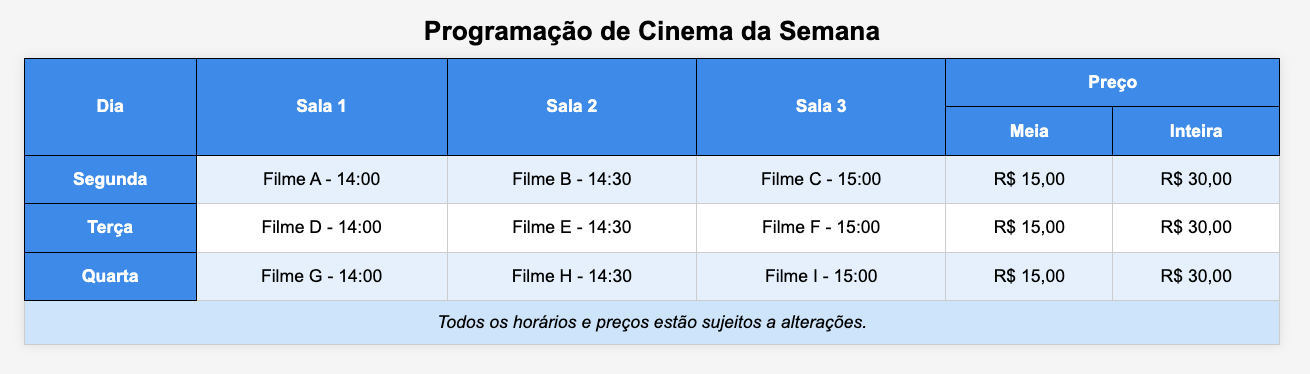 Programação de Cinema da Semana
Dia Sala 1 Sala 2 Sala 3 Preço
Meia Inteira
Segunda Filme A - 14:00 Filme B - 14:30 Filme C - 15:00 R$ 15,00 R$ 30,00
Terça Filme D - 14:00 Filme E - 14:30 Filme F - 15:00 R$ 15,00 R$ 30,00
Quarta Filme G - 14:00 Filme H - 14:30 Filme I - 15:00 R$ 15,00 R$ 30,00
Todos os horários e preços estão sujeitos a alterações.